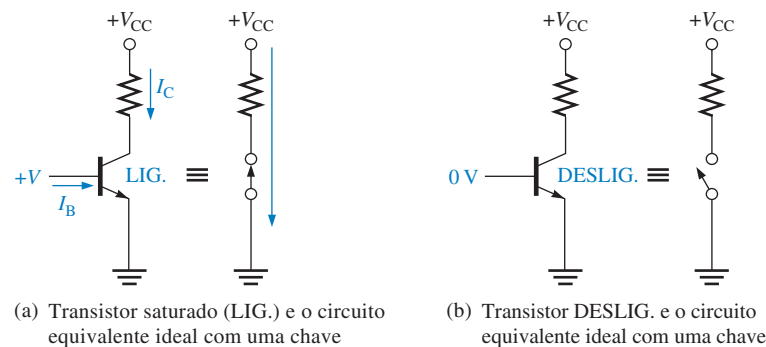 +VCC +VCC +VCC +VCC
IC
+V LIG. ≡ 0 V DESLIG. ≡
IB
(a) Transistor saturado (LIG.) e o circuito
equivalente ideal com uma chave
(b) Transistor DESLIG. e o circuito
equivalente ideal com uma chave